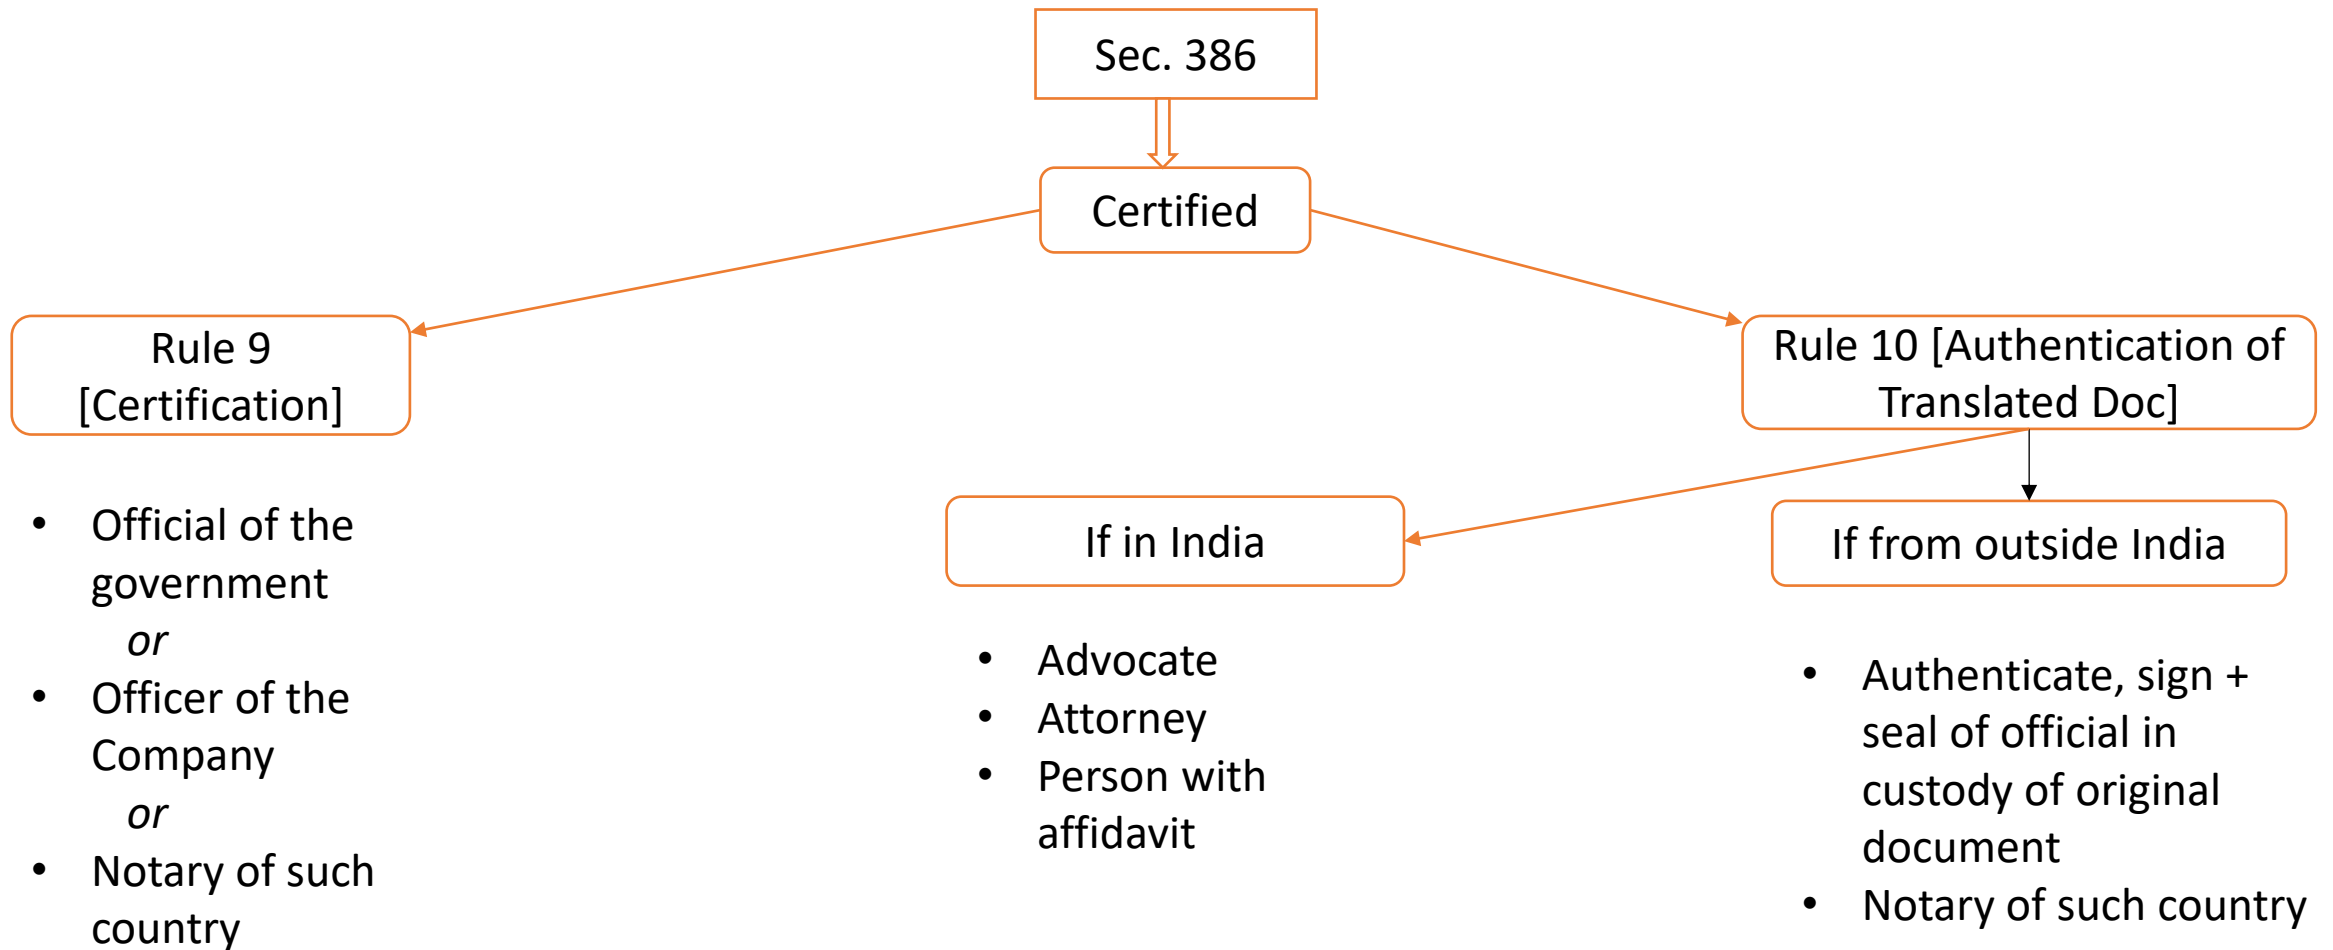 Sec. 386
Certified
Rule 9
[Certification]
• Official of the
government
or
• Officer of the
Company
or
• Notary of such
country
Rule 10 [Authentication of
Translated Doc]
If in India
• Advocate
• Attorney
• Person with
affidavit
If from outside India
• Authenticate, sign +
seal of official in
custody of original
document
• Notary of such country